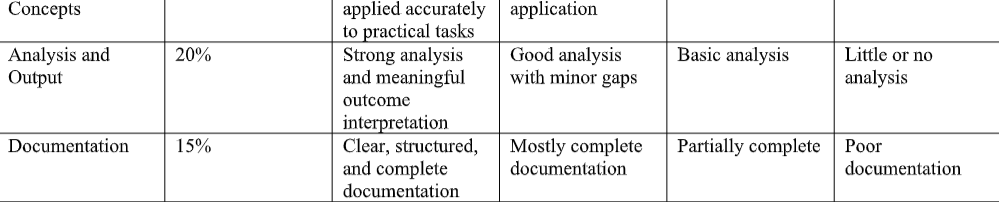 Concepts
applied accurately
to practical tasks
application
Analysis and
Output
20%
Strong analysis
and meaningful
outcome
interpretation
Good analysis
with minor gaps
Basic analysis
Little or no
analysis
Documentation
15%
Clear, structured,
and complete
documentation
Mostly complete
documentation
Partially complete
Poor
documentation